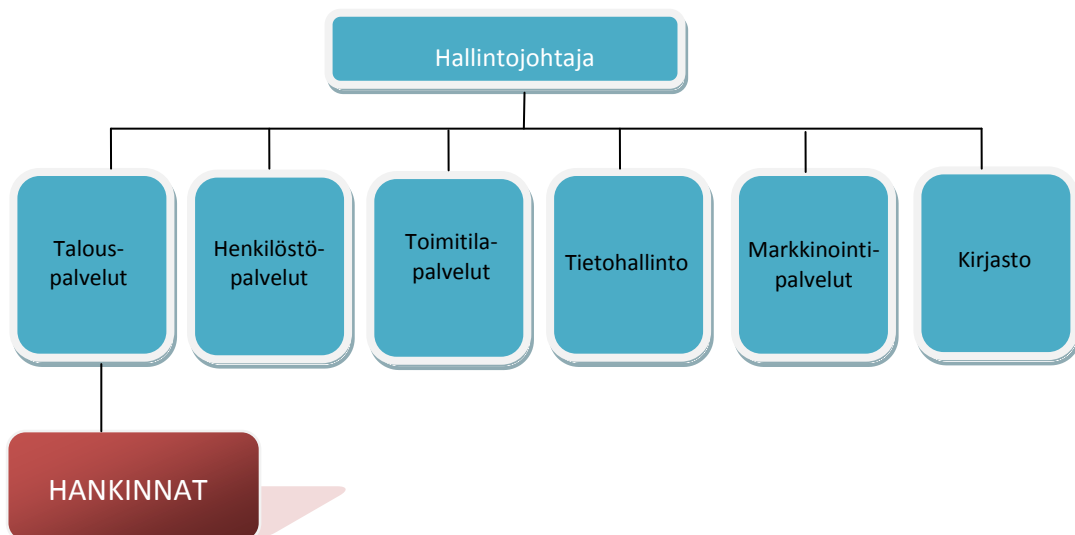 Hallintojohtaja
Talous-
palvelut
Henkilöstö-
palvelut
Toimitila-
palvelut
Tietohallinto
Markkinointi-
palvelut
Kirjasto
HANKINNAT